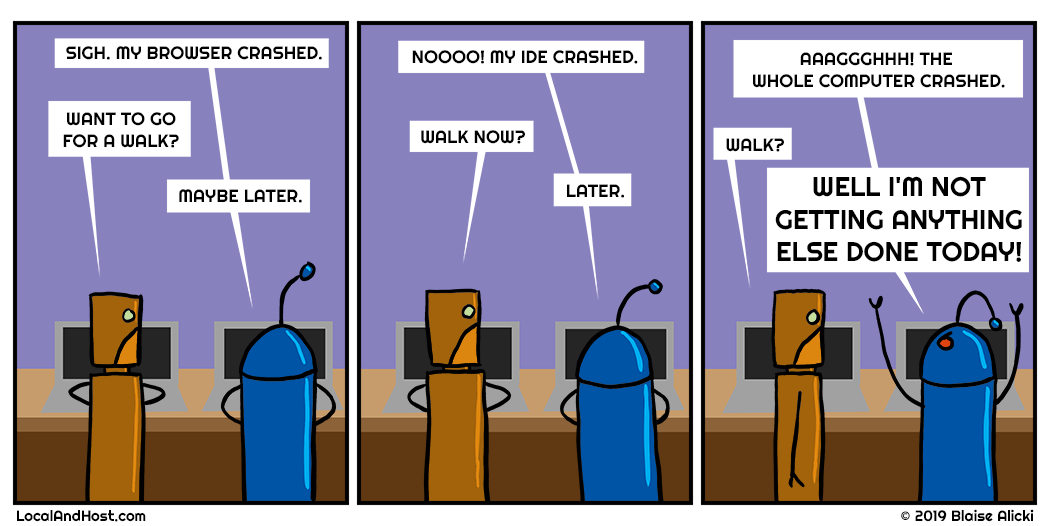 SIGH. MY BROWSER CRASHED.
WANT TO GO
FOR A WALK?
MAYBE LATER.
NOOOO! MY IDE CRASHED.
WALK NOW?
LATER.
AAAGGGHHH! THE
WHOLE COMPUTER CRASHED.
WALK?
WELL I'M NOT
GETTING ANYTHING
ELSE DONE TODAY!
LocalAndHost.com
© 2019 Blaise Alicki